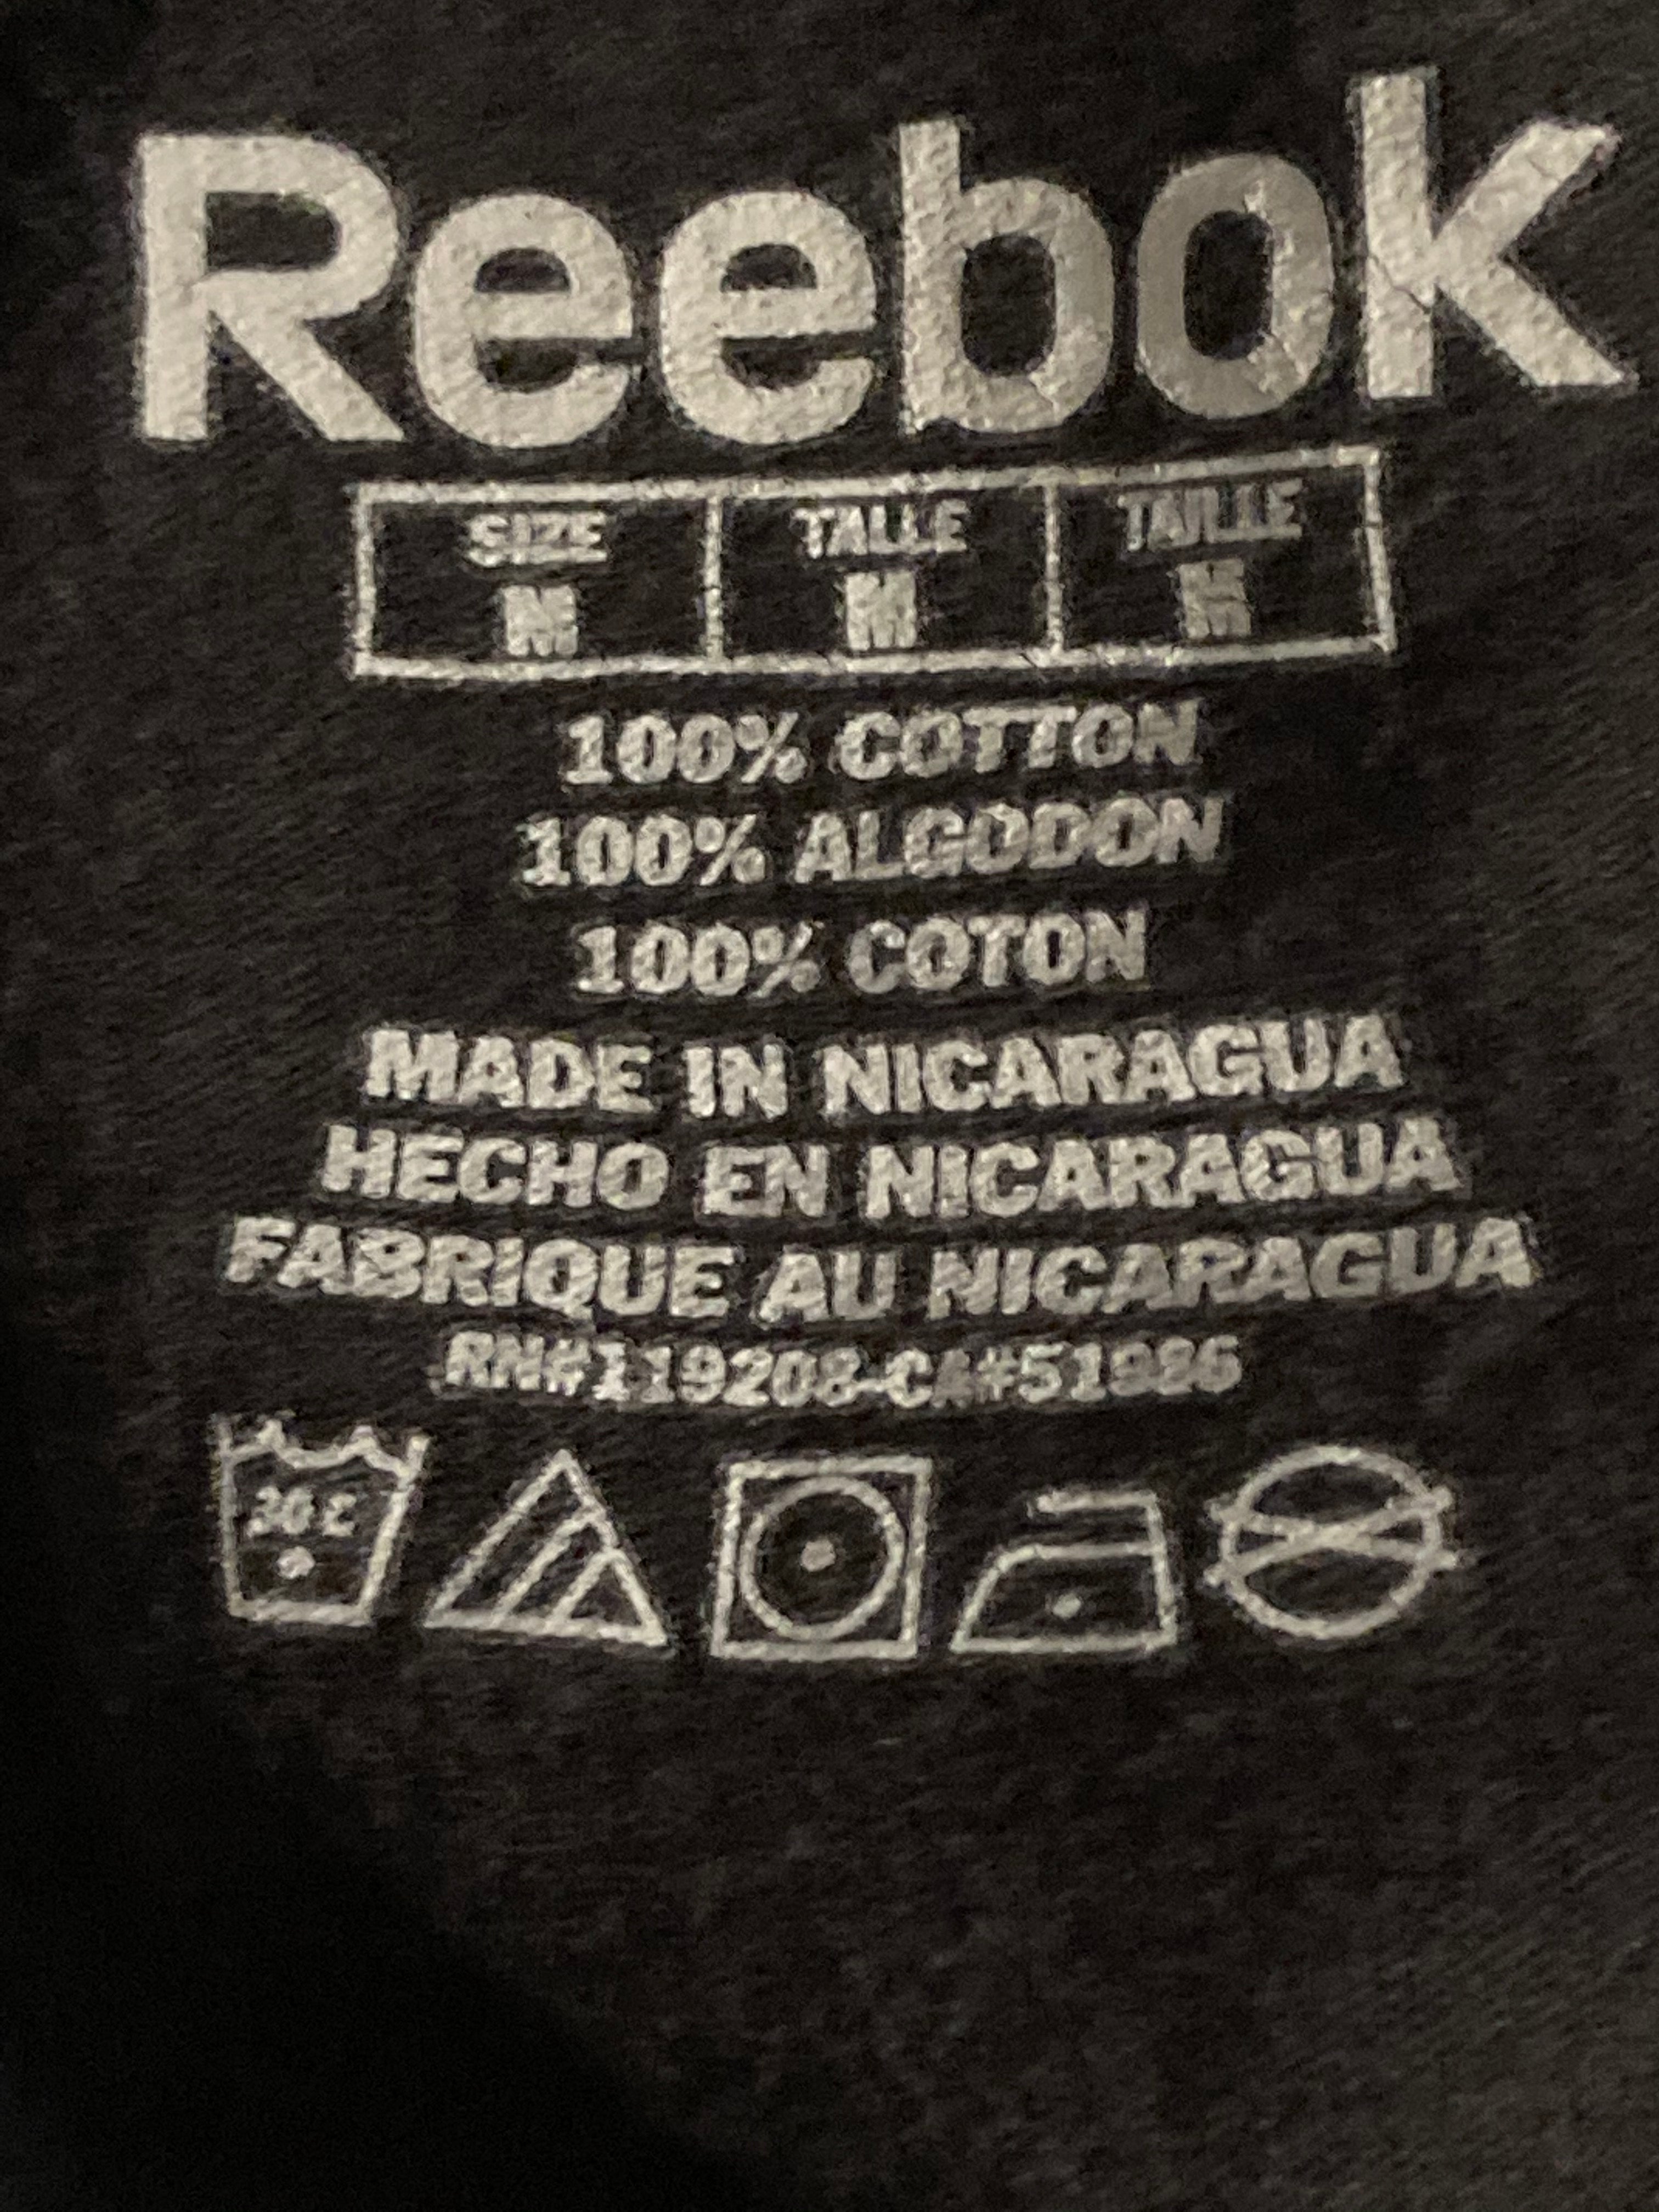 Reebok
SIZE TALLE TAILLE
M M M
100% COTTON
100% ALGODON
100% COTON
MADE IN NICARAGUA
HECHO EN NICARAGUA
FABRIQUE AU NICARAGUA
RN#119208-CA#51986
30 C